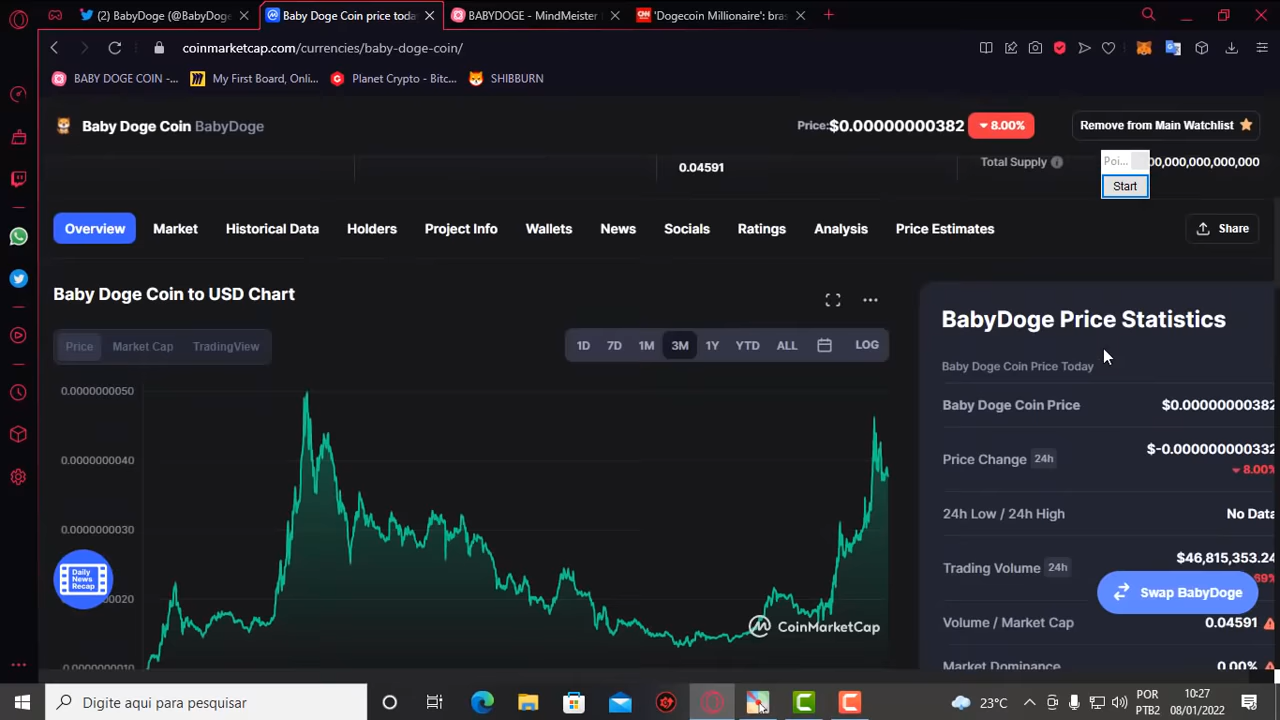 (2) BabyDoge (@BabyDoge
Baby Doge Coin price toda
BABYDOGE - MindMeister
'Dogecoin Millionaire': bras
coinmarketcap.com/currencies/baby-doge-coin/
BABY DOGE COIN -...
My First Board, Onli...
Planet Crypto - Bitc...
SHIBBURN
Baby Doge Coin BabyDoge
Price: $0.00000000382
8.00%
Remove from Main Watchlist
0.04591
Total Supply
00,000,000,000,000
Poi...
Start
Overview
Market
Historical Data
Holders
Project Info
Wallets
News
Socials
Ratings
Analysis
Price Estimates
Share
Baby Doge Coin to USD Chart
Price
Market Cap
TradingView
1D
7D
1M
3M
1Y
YTD
ALL
LOG
0.0000000050
0.0000000040
0.0000000030
CoinMarketCap
Daily
News
Recap
BabyDoge Price Statistics
Baby Doge Coin Price Today
Baby Doge Coin Price
$0.00000000382
Price Change 24h
$-0.000000000332
8.00%
24h Low / 24h High
No Data
Trading Volume 24h
$46,815,353.24
Swap BabyDoge
Volume / Market Cap
0.04591
Market Dominance
0.00%
Digite aqui para pesquisar
23°C
POR
PTB2
10:27
08/01/2022